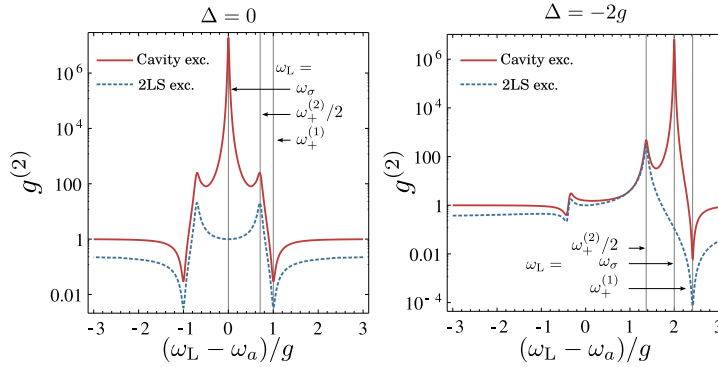 Δ = 0
g^{(2)}
10^6
10^4
100
1
0.01
Cavity exc.
2LS exc.
ω_L =
ω_σ
ω_+^{(2)}/2
ω_+^{(1)}
-3 -2 -1 0 1 2 3
(ω_L − ω_a)/g
Δ = −2g
g^{(2)}
10^6
10^4
100
1
0.01
10^{-4}
Cavity exc.
2LS exc.
ω_+^{(2)}/2
ω_L = ω_σ
ω_+^{(1)}
-3 -2 -1 0 1 2 3
(ω_L − ω_a)/g